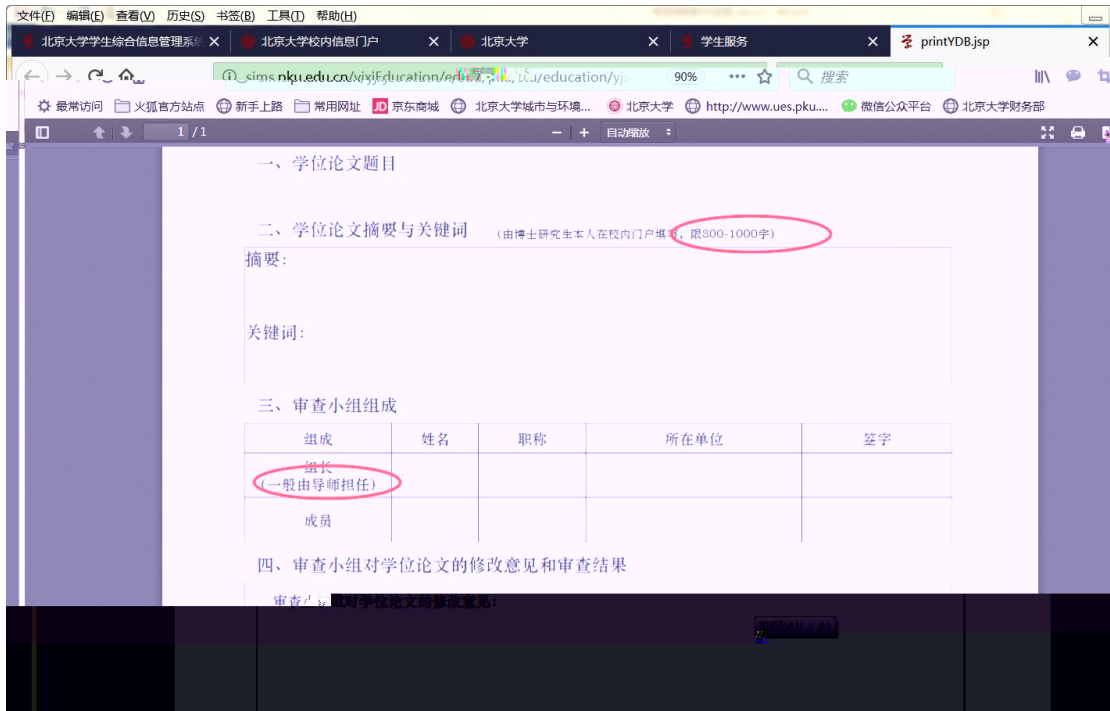 文件(F) 编辑(E) 查看(V) 历史(S) 书签(B) 工具(T) 帮助(H)
北京大学学生综合信息管理系统 北京大学校内信息门户 北京大学 学生服务 printYDB.jsp
90% 搜索
最常访问 火狐官方站点 新手上路 常用网址 JD 京东商城 北京大学城市与环境... 北京大学 http://www.ues.pku.... 微信公众平台 北京大学财务部
1 / 1 自动缩放
一、学位论文题目
二、学位论文摘要与关键词 (由博士研究生本人在校内门户填写，限800-1000字)
摘要:
关键词:
三、审查小组组成
组成 姓名 职称 所在单位 签字
组长
(一般由导师担任)
成员
四、审查小组对学位论文的修改意见和审查结果
审查小组对学位论文的修改意见: